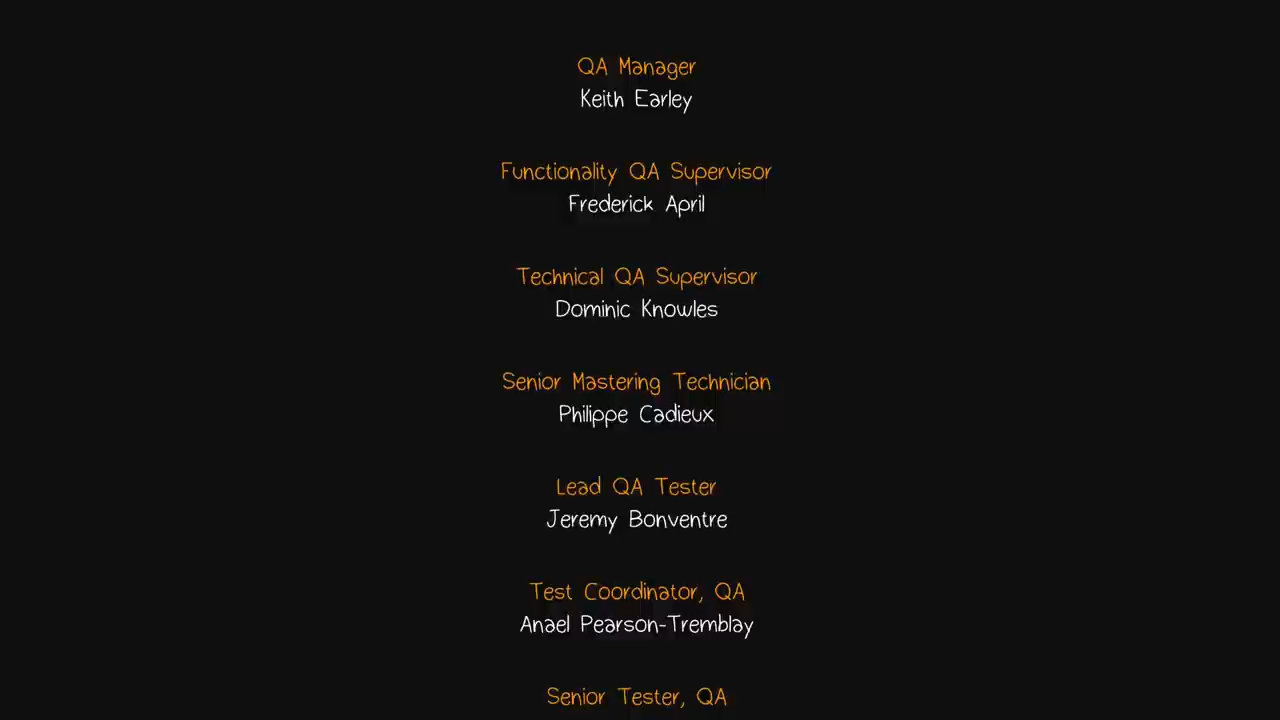 QA Manager
Keith Earley
Functionality QA Supervisor
Frederick April
Technical QA Supervisor
Dominic Knowles
Senior Mastering Technician
Philippe Cadieux
Lead QA Tester
Jeremy Bonventre
Test Coordinator, QA
Anael Pearson-Tremblay
Senior Tester, QA